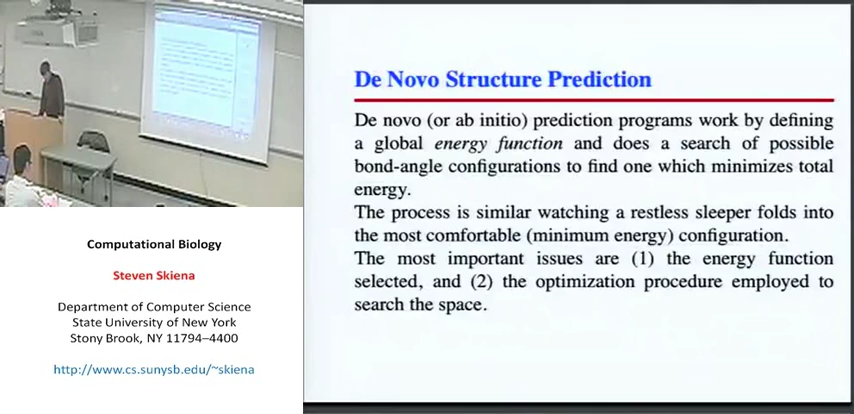 Computational Biology
Steven Skiena
Department of Computer Science
State University of New York
Stony Brook, NY 11794–4400
http://www.cs.sunysb.edu/~skiena
De Novo Structure Prediction
De novo (or ab initio) prediction programs work by defining
a global energy function and does a search of possible
bond-angle configurations to find one which minimizes total
energy.
The process is similar watching a restless sleeper folds into
the most comfortable (minimum energy) configuration.
The most important issues are (1) the energy function
selected, and (2) the optimization procedure employed to
search the space.